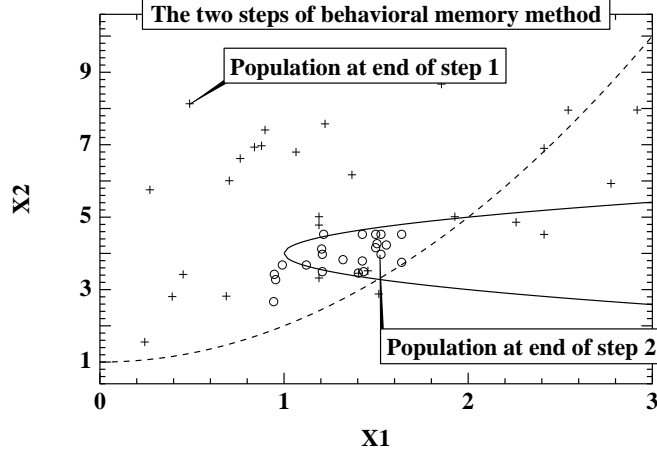 The two steps of behavioral memory method
Population at end of step 1
9
7
X2
5
3
Population at end of step 2
1
0 1 2 3
X1